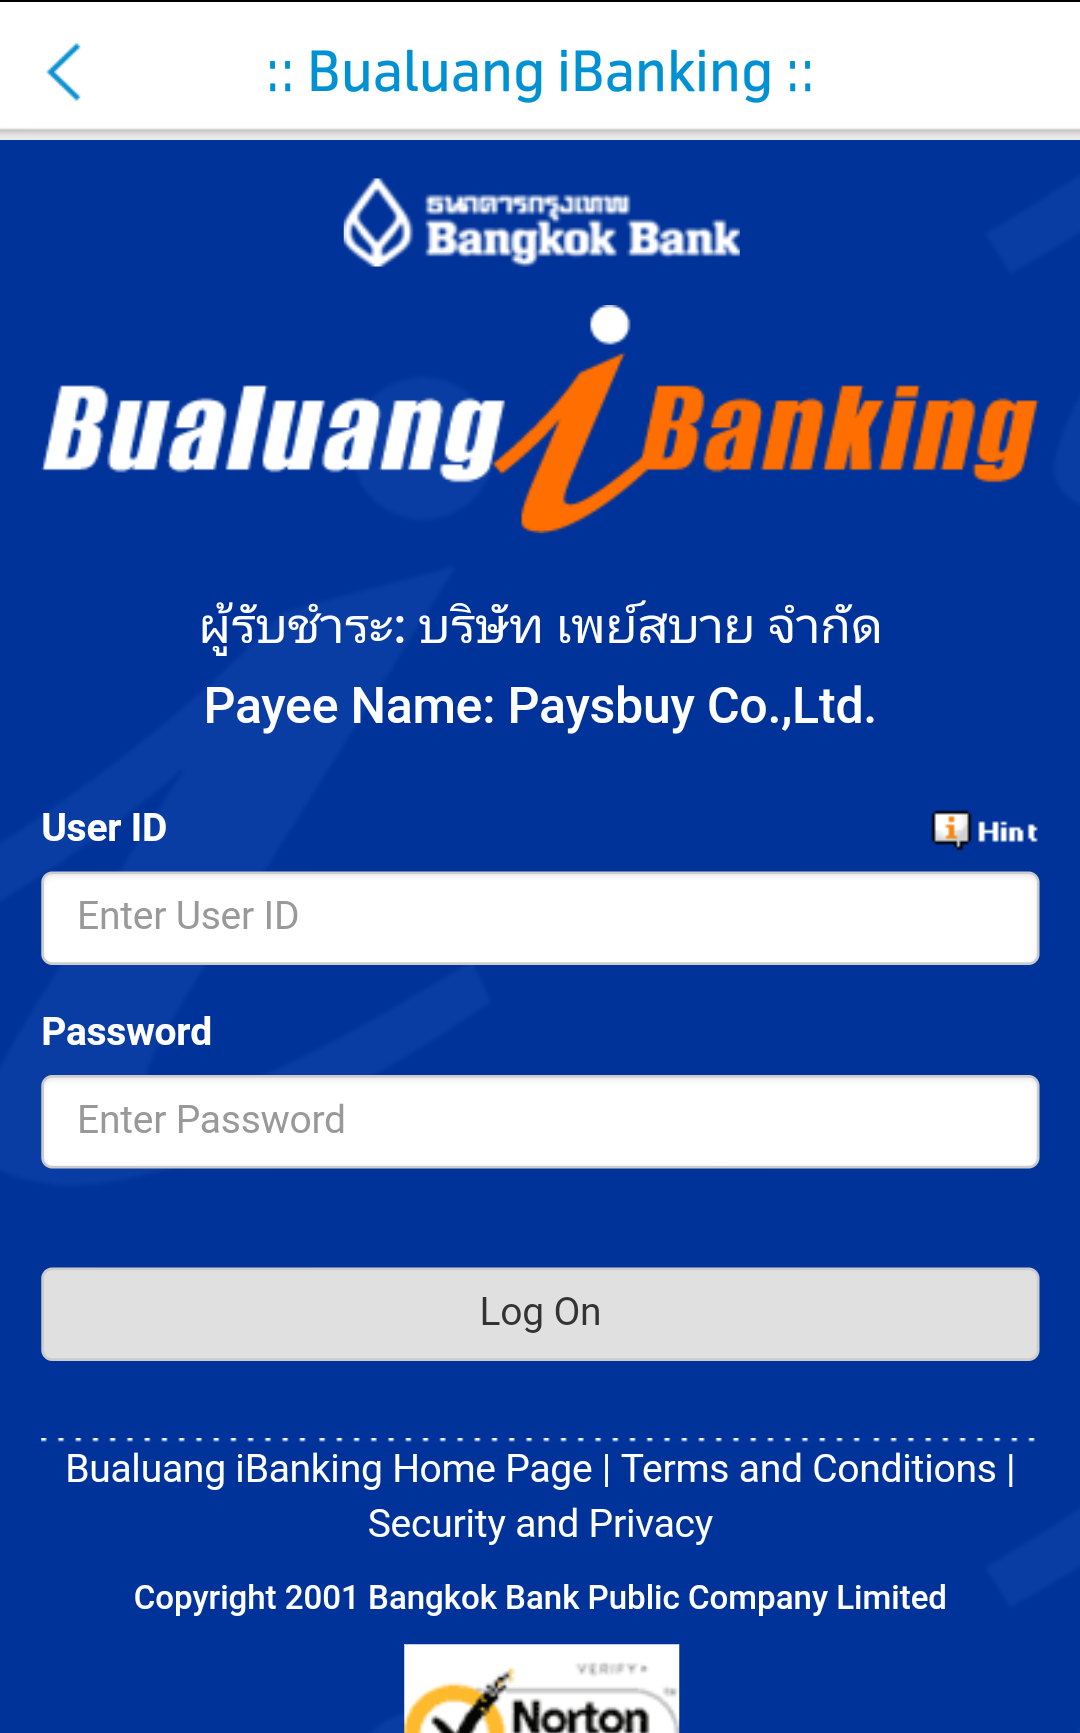 :: Bualuang iBanking ::
ธนาคารกรุงเทพ
Bangkok Bank
Bualuang iBanking
ผู้รับชำระ: บริษัท เพย์สบาย จำกัด
Payee Name: Paysbuy Co.,Ltd.
User ID
Hint
Enter User ID
Password
Enter Password
Log On
Bualuang iBanking Home Page | Terms and Conditions |
Security and Privacy
Copyright 2001 Bangkok Bank Public Company Limited
VERIFY
Norton